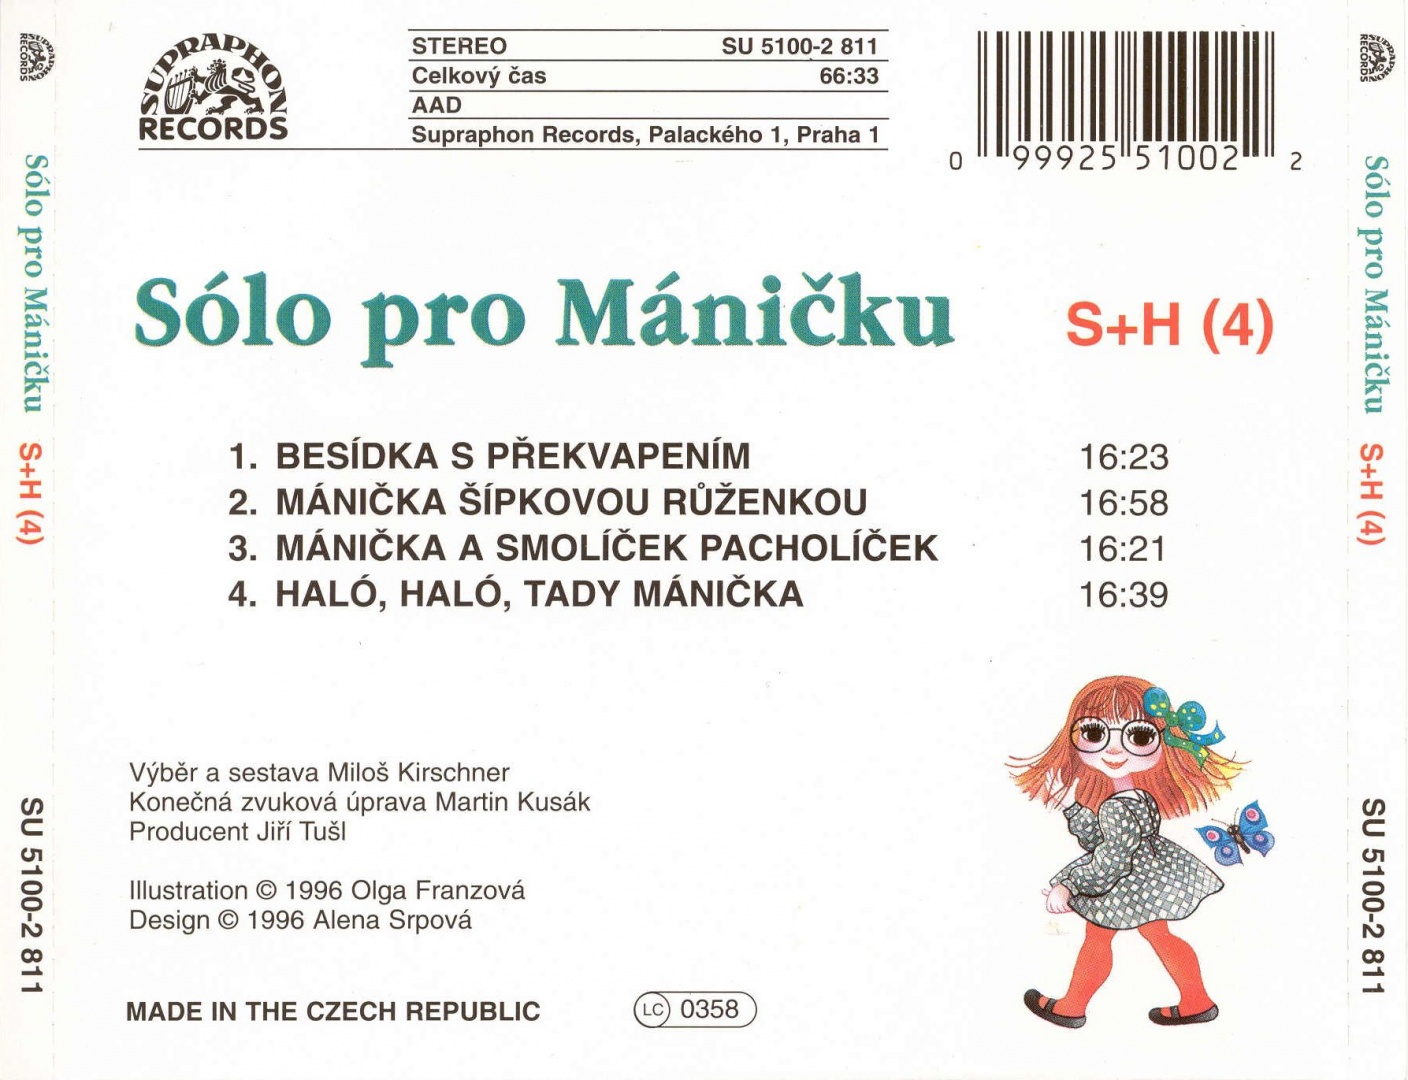 SUPRAPHON
RECORDS
STEREO SU 5100-2 811
Celkový čas 66:33
AAD
Supraphon Records, Palackého 1, Praha 1
0 99925 51002 2
Sólo pro Máničku S+H (4)
1. BESÍDKA S PŘEKVAPENÍM 16:23
2. MÁNIČKA ŠÍPKOVOU RŮŽENKOU 16:58
3. MÁNIČKA A SMOLÍČEK PACHOLÍČEK 16:21
4. HALÓ, HALÓ, TADY MÁNIČKA 16:39
Výběr a sestava Miloš Kirschner
Konečná zvuková úprava Martin Kusák
Producent Jiří Tušl
Illustration © 1996 Olga Franzová
Design © 1996 Alena Srpová
MADE IN THE CZECH REPUBLIC
LC 0358
SUPRAPHON
RECORDS
Sólo pro Máničku S+H (4) SU 5100-2 811
SUPRAPHON
RECORDS
Sólo pro Máničku S+H (4) SU 5100-2 811